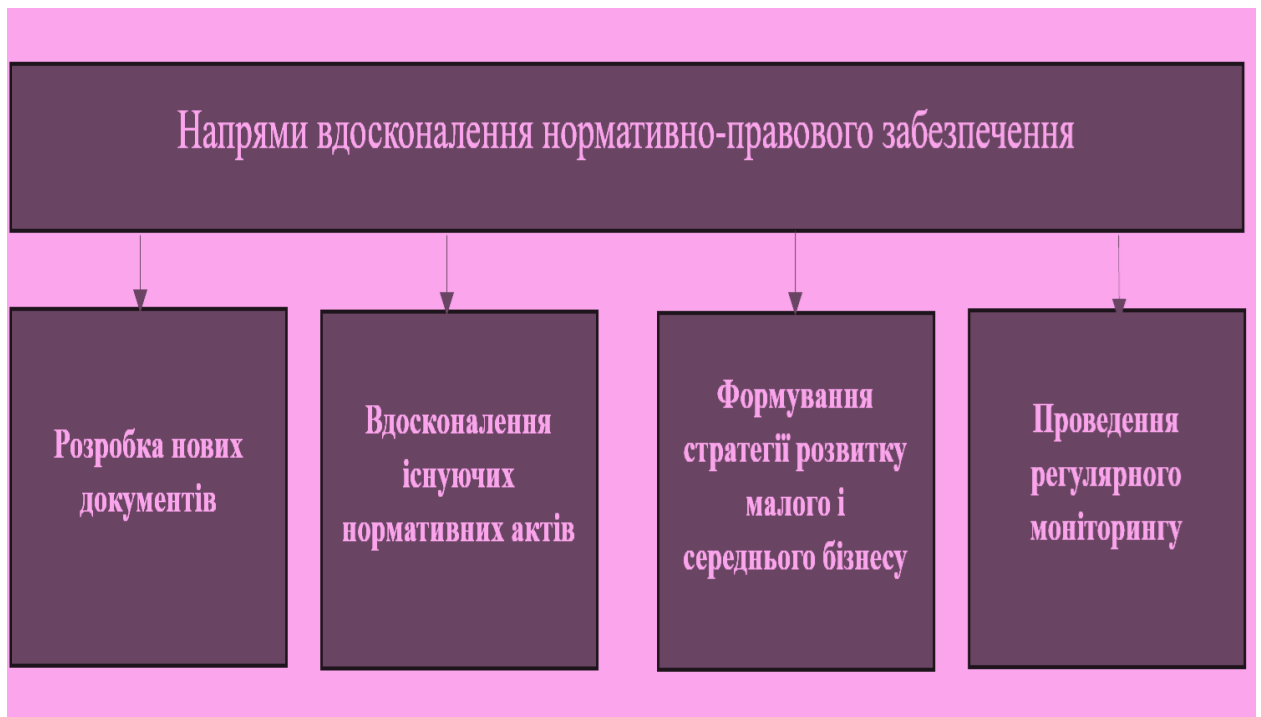 Напрями вдосконалення нормативно-правового забезпечення
Розробка нових
документів
Вдосконалення
існуючих
нормативних актів
Формування
стратегії розвитку
малого і
середнього бізнесу
Проведення
регулярного
моніторингу